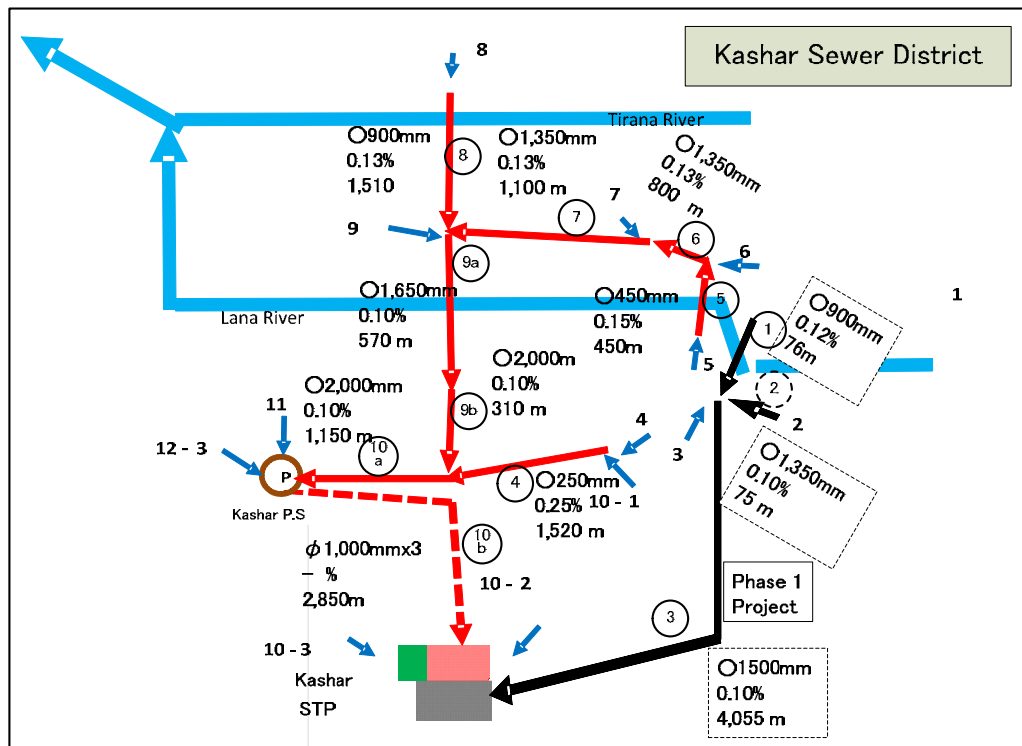 Kashar Sewer District
8
Tirana River
○900mm
0.13%
1,510
8
○1,350mm
0.13%
1,100 m
○1,350mm
0.13%
800 m
7
7
6
6
9
9a
○1,650mm
0.10%
570 m
Lana River
○450mm
0.15%
450m
5
5
1
1
○900mm
0.12%
76m
2
2
3
○2,000m
0.10%
310 m
9b
○2,000mm
0.10%
1,150 m
11
12 - 3
P
Kashar P.S
10
a
4
4
○250mm
0.25%
1,520 m
10 - 1
○1,350mm
0.10%
75 m
10
b
φ1,000mmx3
― %
2,850m
10 - 2
Phase 1
Project
3
10 - 3
Kashar
STP
○1500mm
0.10%
4,055 m